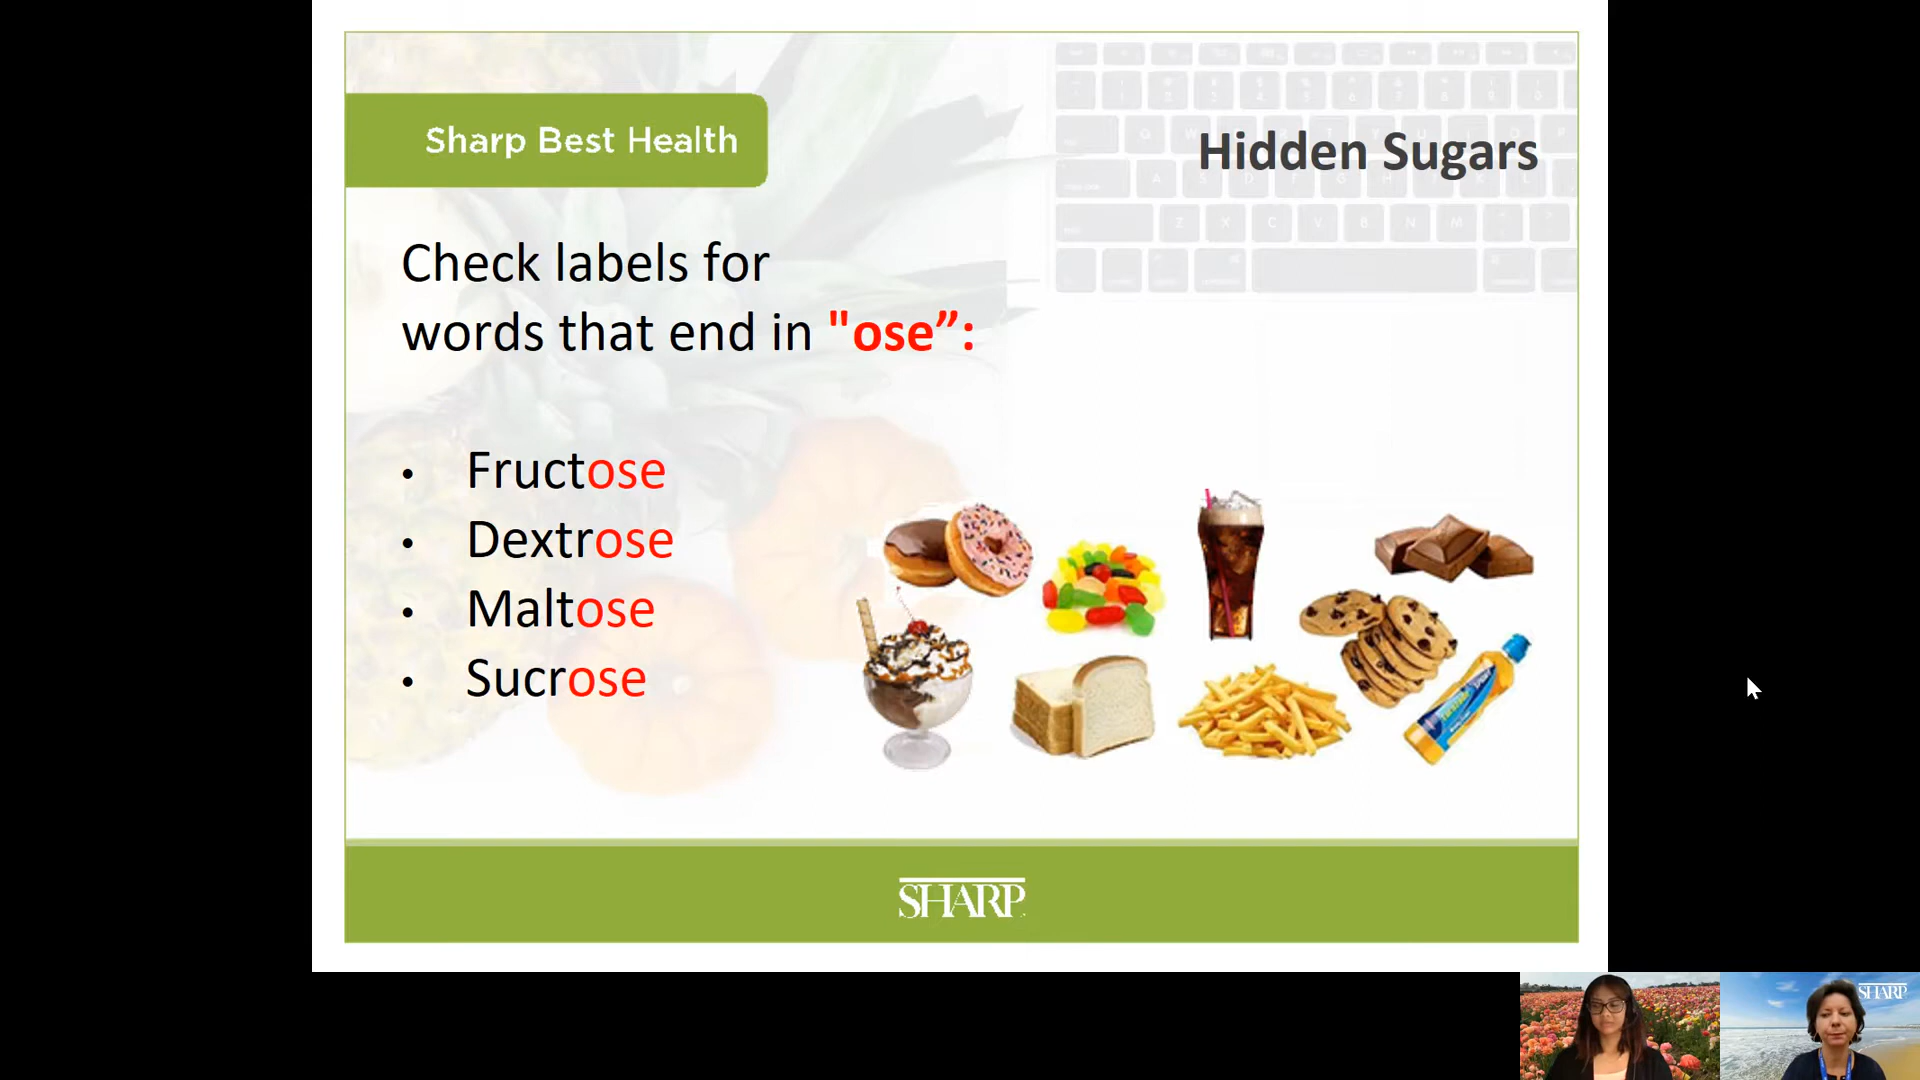 Sharp Best Health
Hidden Sugars
Check labels for
words that end in "ose”:
• Fructose
• Dextrose
• Maltose
• Sucrose
SHARP
SHARP